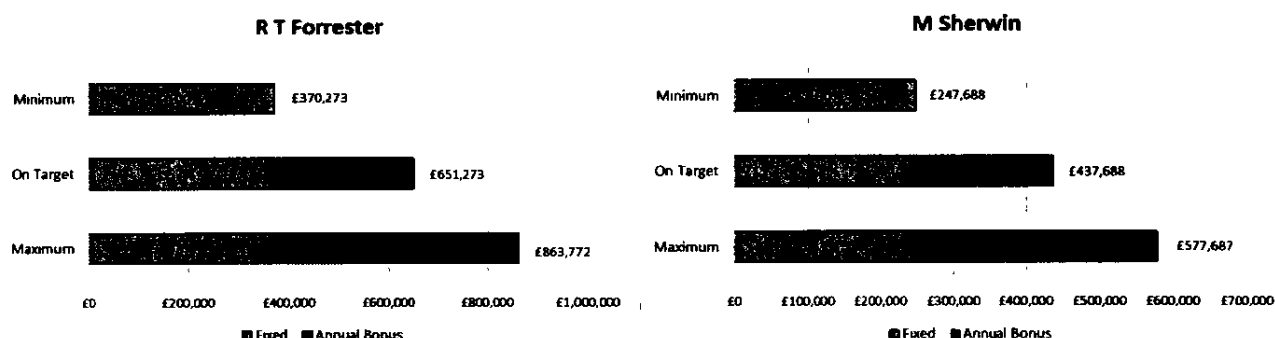 R T Forrester
Minimum £370,273
On Target £651,273
Maximum £863,772
£0 £200,000 £400,000 £600,000 £800,000 £1,000,000
Fixed Annual Bonus
M Sherwin
Minimum £247,688
On Target £437,688
Maximum £577,687
£0 £100,000 £200,000 £300,000 £400,000 £500,000 £600,000 £700,000
Fixed Annual Bonus